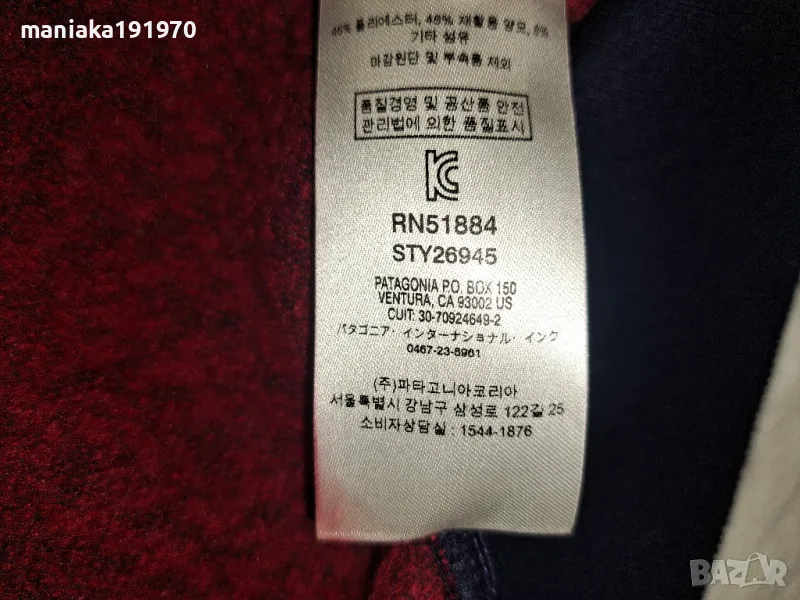 maniaka191970
46% 폴리에스터, 46% 재활용 양모, 8%
기타 섬유
마감원단 및 부속품 제외
품질경영 및 공산품 안전
관리법에 의한 품질표시
RN51884
STY26945
PATAGONIA P.O. BOX 150
VENTURA, CA 93002 US
CUIT: 30-70924649-2
パタゴニア・インターナショナル・インク
0467-23-8961
(주)파타고니아코리아
서울특별시 강남구 삼성로 122길 25
소비자상담실 : 1544-1876
BAZAR